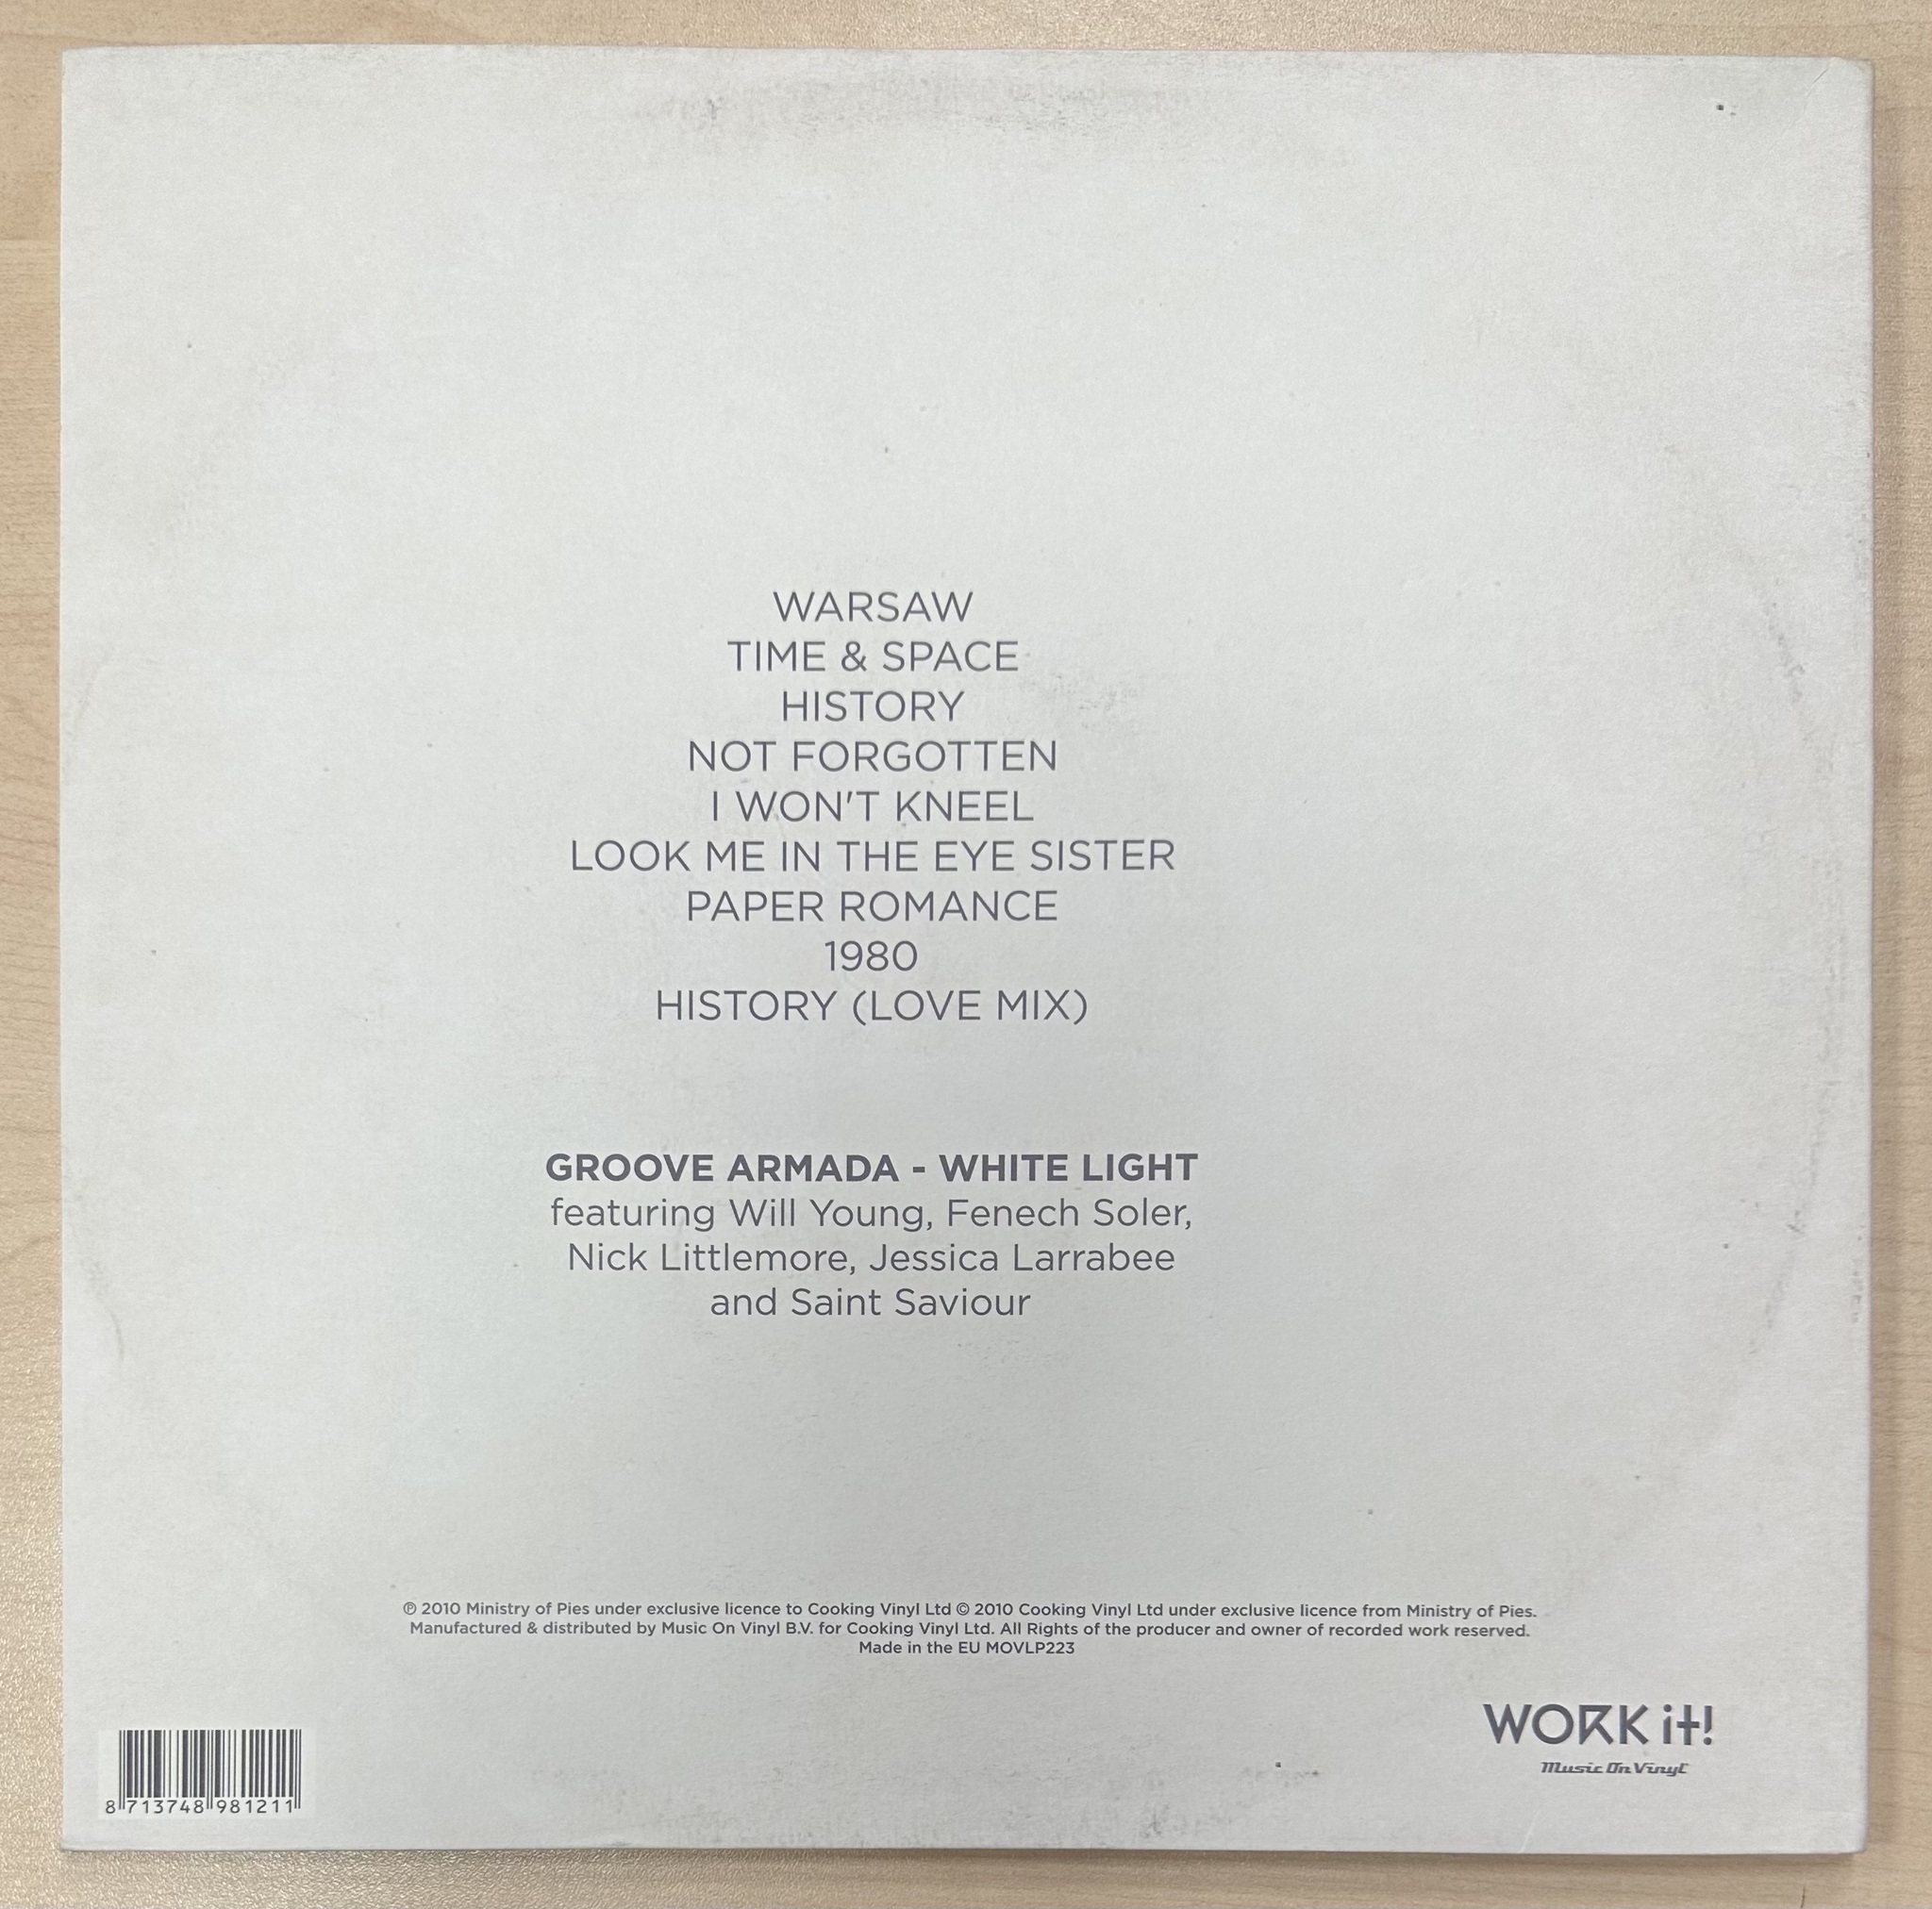 WARSAW
TIME & SPACE
HISTORY
NOT FORGOTTEN
I WON'T KNEEL
LOOK ME IN THE EYE SISTER
PAPER ROMANCE
1980
HISTORY (LOVE MIX)
GROOVE ARMADA - WHITE LIGHT
featuring Will Young, Fenech Soler,
Nick Littlemore, Jessica Larrabee
and Saint Saviour
℗ 2010 Ministry of Pies under exclusive licence to Cooking Vinyl Ltd © 2010 Cooking Vinyl Ltd under exclusive licence from Ministry of Pies.
Manufactured & distributed by Music On Vinyl B.V. for Cooking Vinyl Ltd. All Rights of the producer and owner of recorded work reserved.
Made in the EU MOVLP223
WORK it!
Music On Vinyl
8 713748 981211